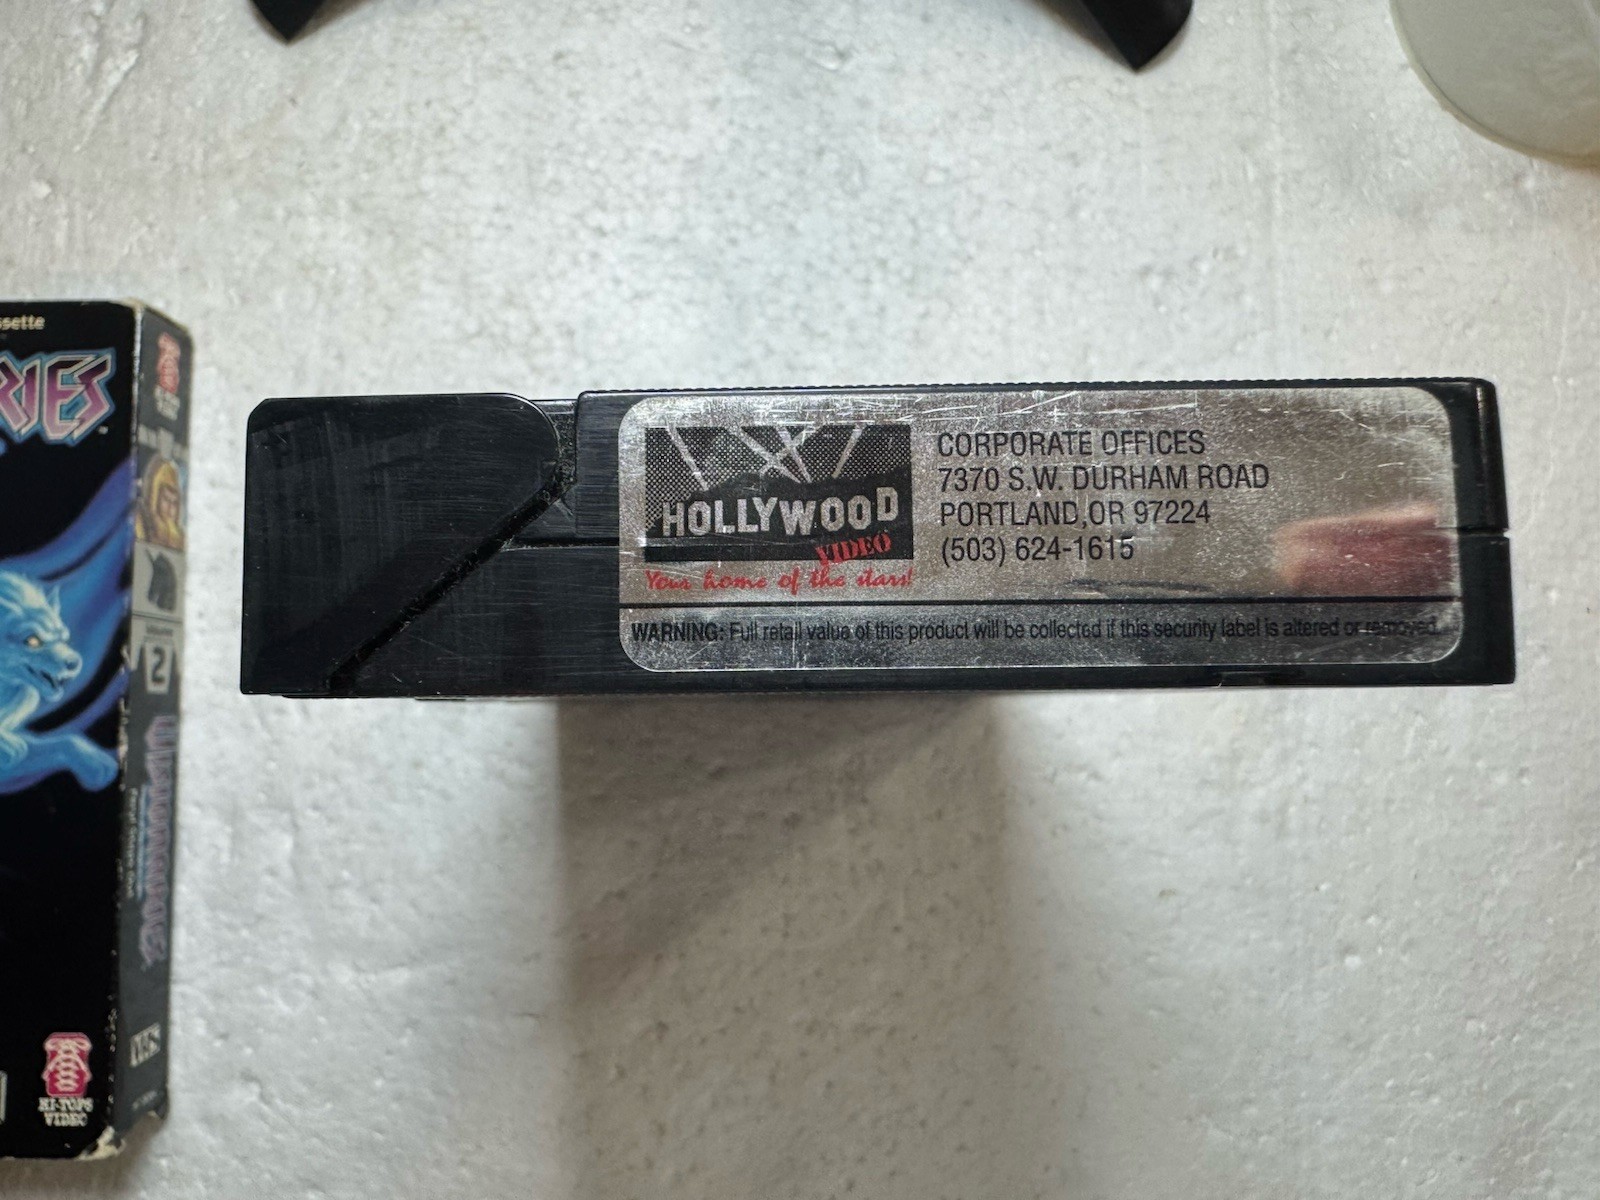 HOLLYWOOD
VIDEO
Your home of the stars!
CORPORATE OFFICES
7370 S.W. DURHAM ROAD
PORTLAND, OR 97224
(503) 624-1615
WARNING: Full retail value of this product will be collected if this security label is altered or removed.
ssette
RIES
2
VHS
HI-TOPS
VIDEO